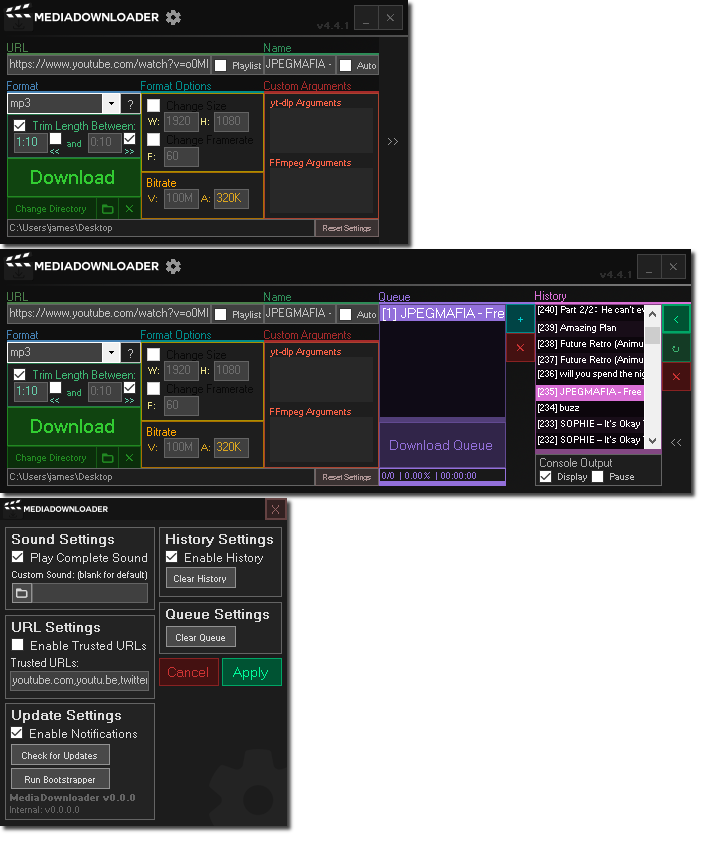 MEDIADOWNLOADER
v4.4.1
URL
Name
https://www.youtube.com/watch?v=o0Ml
Playlist
JPEGMAFIA -
Auto
Format
Format Options
Custom Arguments
mp3
?
Change Size
W: 1920 H: 1080
Change Framerate
F: 60
yt-dlp Arguments
Trim Length Between:
1:10 and 0:10
<< >>
FFmpeg Arguments
Download
Bitrate
V: 100M A: 320K
>>
Change Directory
C:\Users\james\Desktop
Reset Settings
MEDIADOWNLOADER
v4.4.1
URL
Name
Queue
History
https://www.youtube.com/watch?v=o0Ml
Playlist
JPEGMAFIA -
Auto
[1] JPEGMAFIA - Fre
+
[240] Part 2/2: He can't ev
[239] Amazing Plan
[238] Future Retro (Animu
[237] Future Retro (Animu
[236] will you spend the nig
[235] JPEGMAFIA - Free
[234] buzz
[233] SOPHIE – It's Okay
[232] SOPHIE – It's Okay
<
↻
×
<<
Format
Format Options
Custom Arguments
mp3
?
Change Size
W: 1920 H: 1080
Change Framerate
F: 60
yt-dlp Arguments
Trim Length Between:
1:10 and 0:10
<< >>
FFmpeg Arguments
Download
Bitrate
V: 100M A: 320K
Download Queue
Change Directory
C:\Users\james\Desktop
Reset Settings
0/0 | 0.00% | 00:00:00
Console Output
Display
Pause
MEDIADOWNLOADER
Sound Settings
Play Complete Sound
Custom Sound: (blank for default)
URL Settings
Enable Trusted URLs
Trusted URLs:
youtube.com,youtu.be,twitter
Update Settings
Enable Notifications
Check for Updates
Run Bootstrapper
MediaDownloader v0.0.0
Internal: v0.0.0.0
History Settings
Enable History
Clear History
Queue Settings
Clear Queue
Cancel
Apply